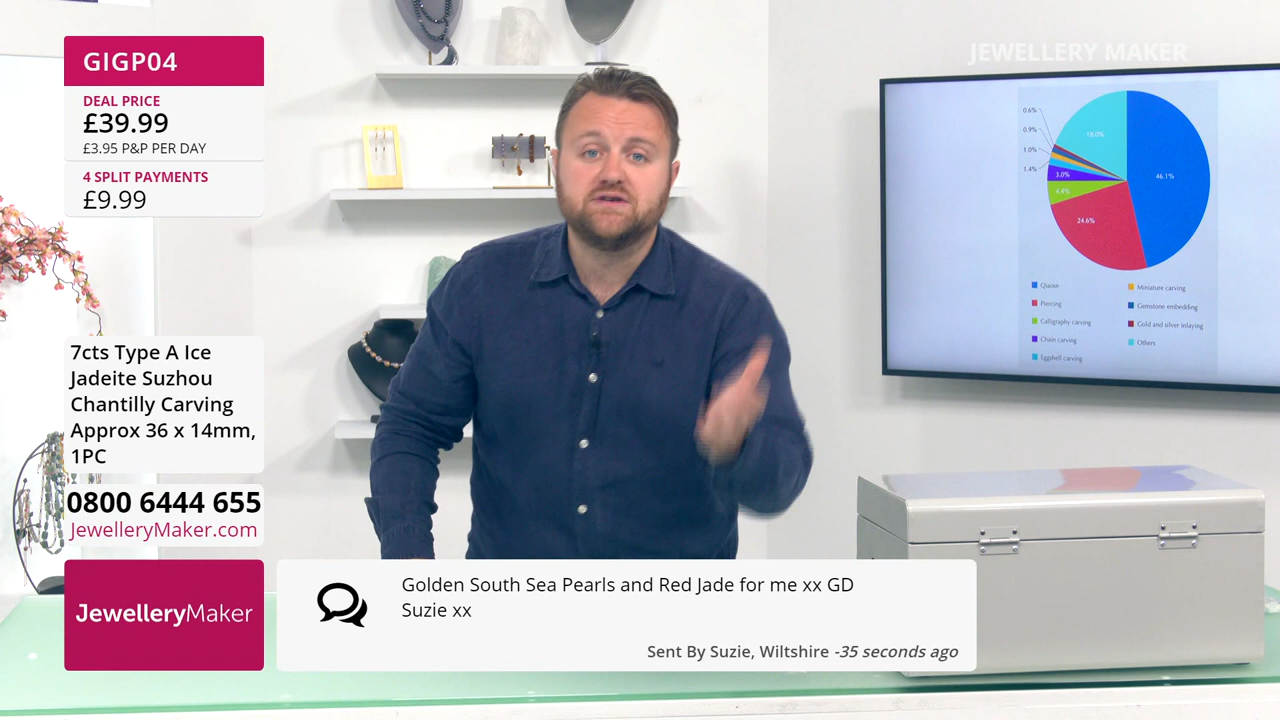 GIGP04
DEAL PRICE
£39.99
£3.95 P&P PER DAY
4 SPLIT PAYMENTS
£9.99
7cts Type A Ice
Jadeite Suzhou
Chantilly Carving
Approx 36 x 14mm,
1PC
0800 6444 655
JewelleryMaker.com
JewelleryMaker
Golden South Sea Pearls and Red Jade for me xx GD
Suzie xx
Sent By Suzie, Wiltshire -35 seconds ago
JEWELLERY MAKER
0.6%
0.9%
1.0%
1.4%
18.0%
3.0%
4.4%
24.6%
46.1%
Qiaose
Piercing
Calligraphy carving
Chain carving
Eggshell carving
Miniature carving
Gemstone embedding
Gold and silver inlaying
Others